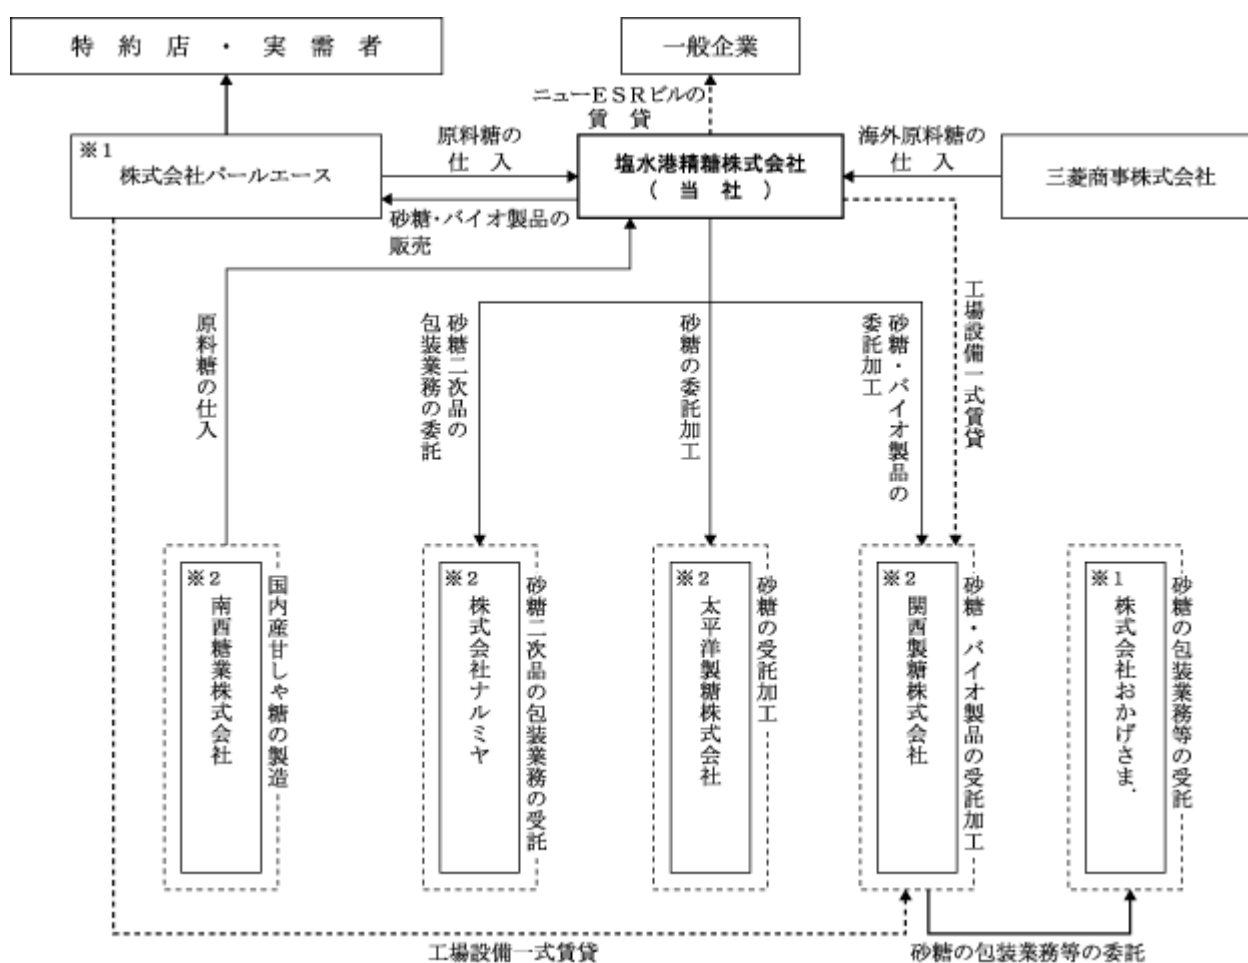 特約店・実需者
一般企業
ニューESRビルの
賃貸
※1
株式会社パールエース
原料糖の
仕入
塩水港精糖株式会社
(当社)
海外原料糖の
仕入
三菱商事株式会社
砂糖・バイオ製品の
販売
原料糖の仕入
砂糖二次品の
包装業務の委託
砂糖の委託加工
砂糖・バイオ製品の
委託加工
工場設備一式賃貸
※2
南西糖業株式会社
国内産甘しゃ糖の製造
※2
株式会社ナルミヤ
砂糖二次品の包装業務の受託
※2
太平洋製糖株式会社
砂糖の受託加工
※2
関西製糖株式会社
砂糖・バイオ製品の受託加工
※1
株式会社おかげさま.
砂糖の包装業務等の受託
工場設備一式賃貸
砂糖の包装業務等の委託